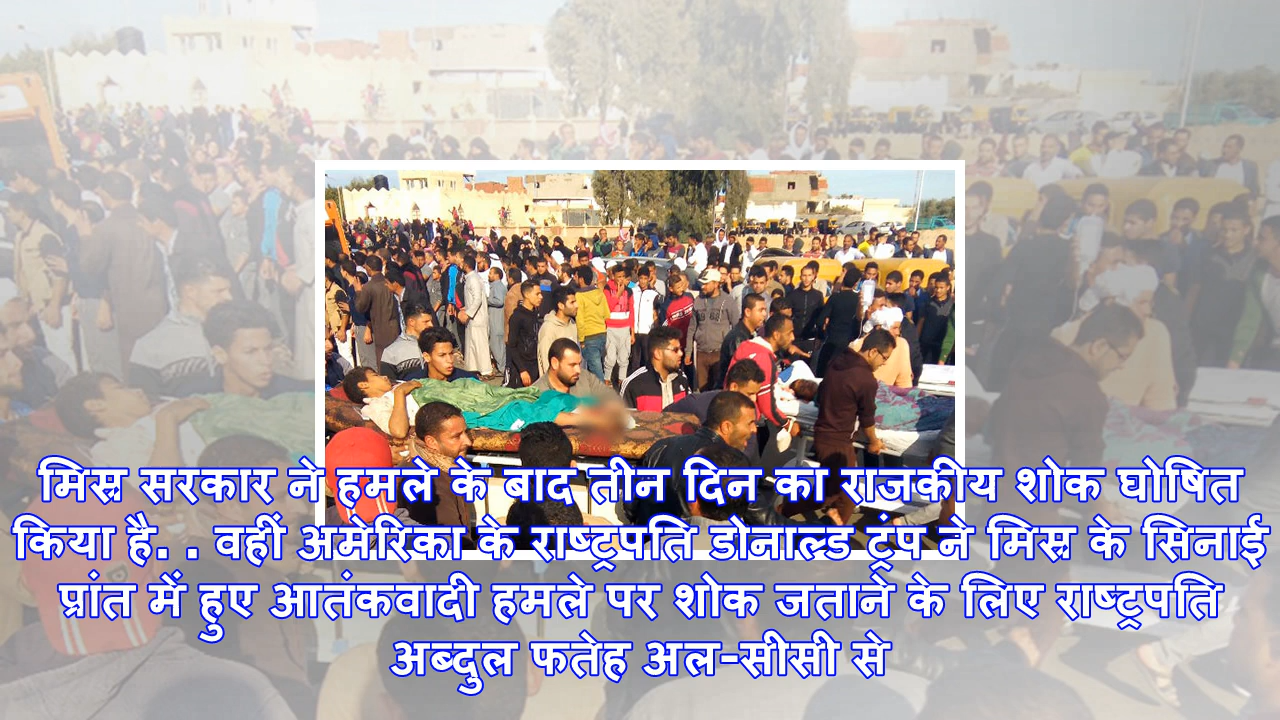 मिस्र सरकार ने हमले के बाद तीन दिन का राजकीय शोक घोषित
किया है. . वहीं अमेरिका के राष्ट्रपति डोनाल्ड ट्रंप ने मिस्र के सिनाई
प्रांत में हुए आतंकवादी हमले पर शोक जताने के लिए राष्ट्रपति
अब्दुल फतेह अल-सीसी से